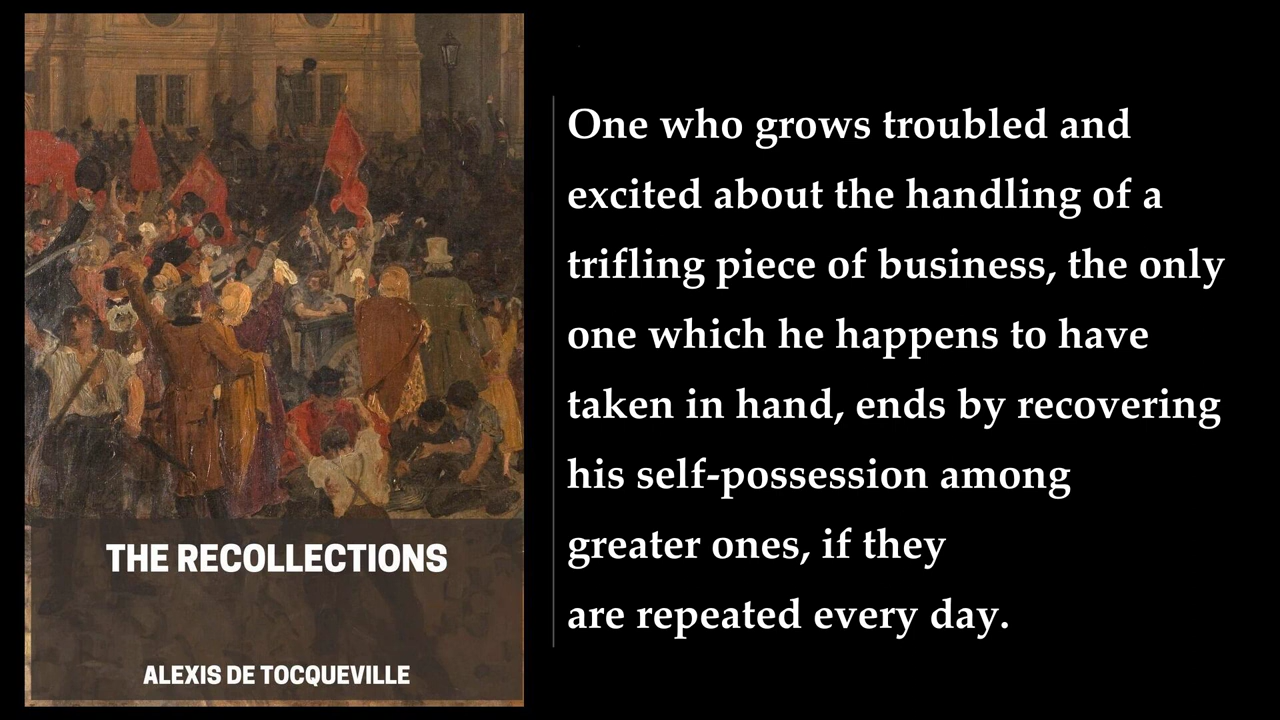 THE RECOLLECTIONS
ALEXIS DE TOCQUEVILLE
One who grows troubled and
excited about the handling of a
trifling piece of business, the only
one which he happens to have
taken in hand, ends by recovering
his self-possession among
greater ones, if they
are repeated every day.